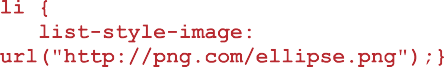 li {
   list-style-image:
url("http://png.com/ellipse.png");}